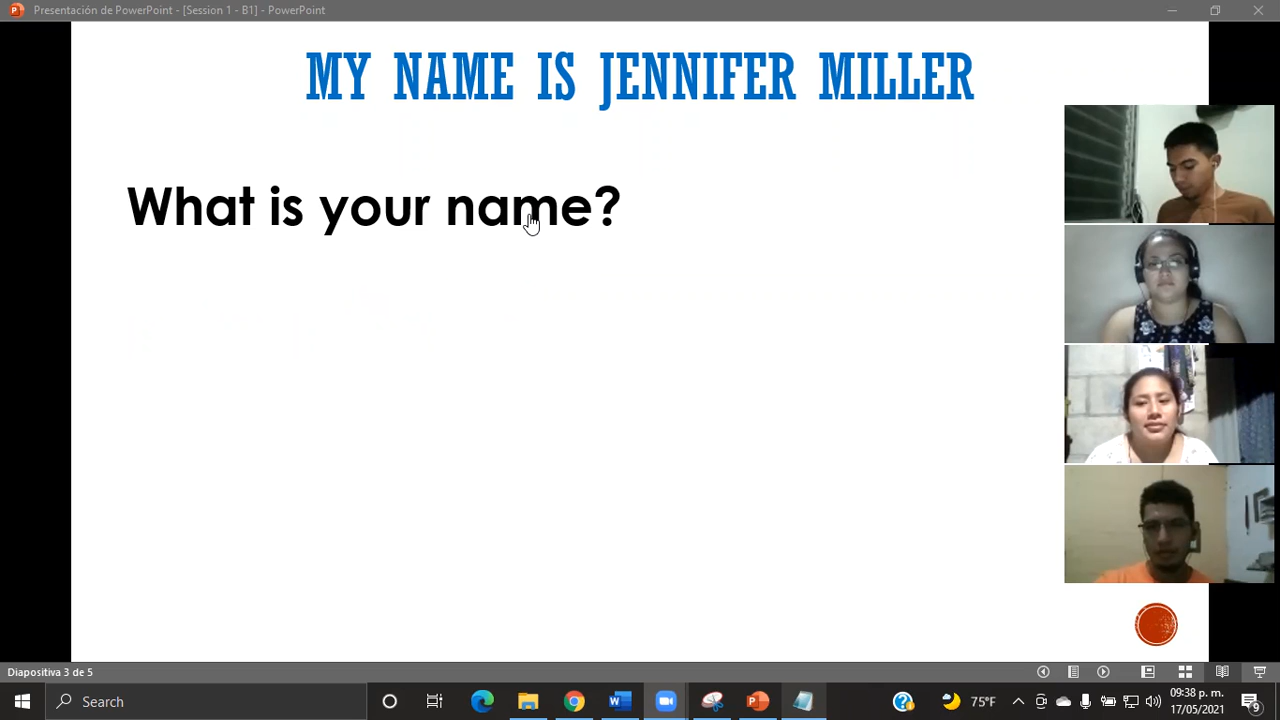 Presentación de PowerPoint - [Session 1 - B1] - PowerPoint
MY NAME IS JENNIFER MILLER
What is your name?
Diapositiva 3 de 5
Search
75°F
09:38 p. m.
17/05/2021
9